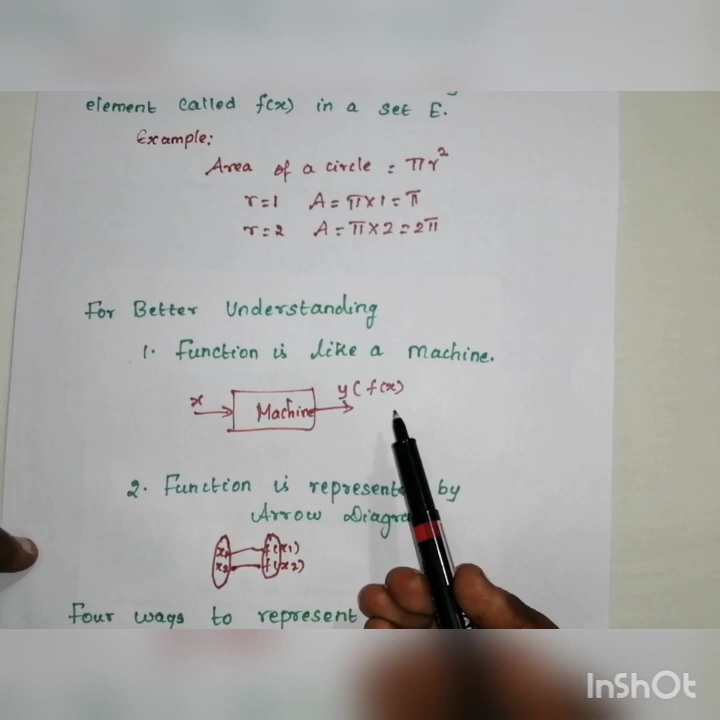 element called f(x) in a set E.
Example:
Area of a circle = πr²
r=1 A = π×1 = π
r=2 A = π×2 = 2π
For Better Understanding
1. Function is like a machine.
x Machine y(f(x)
2. Function is represented by
Arrow Diagra
x1 f(x1)
x2 f(x2)
Four ways to represent
InShOt